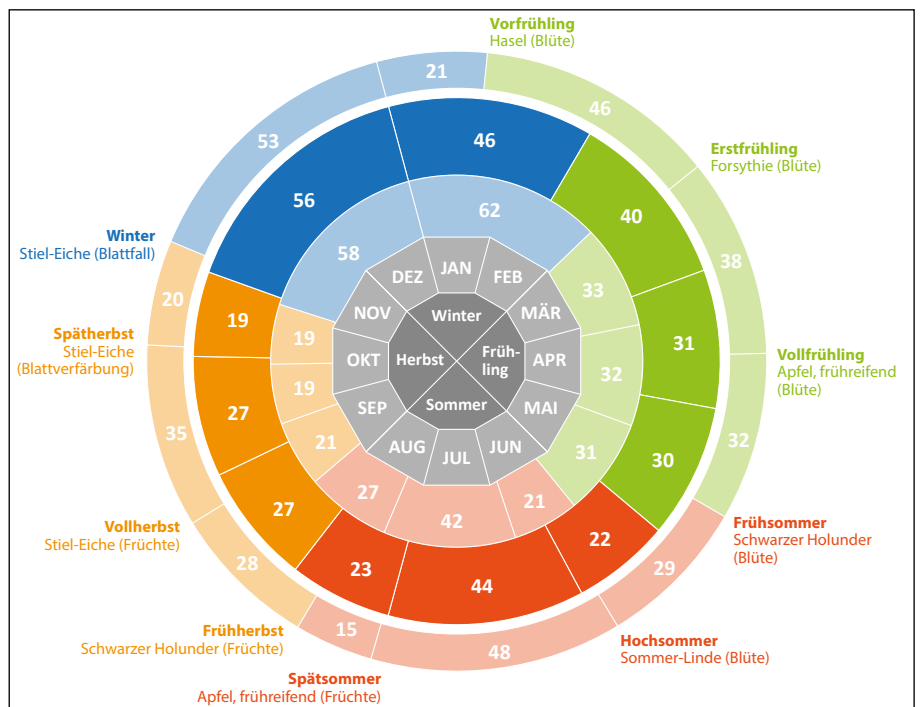 Vorfrühling
Hasel (Blüte)
21
46
53
46
Erstfrühling
Forsythie (Blüte)
56
40
62
38
Winter
Stiel-Eiche (Blattfall)
58
JAN
DEZ
FEB
33
20
NOV
MÄR
19
Winter
31
Spätherbst
Stiel-Eiche
(Blattverfärbung)
19
OKT
Herbst
Früh-
ling
APR
32
Vollfrühling
Apfel, frühreifend
(Blüte)
19
27
SEP
Sommer
MAI
32
35
21
AUG
JUL
JUN
31
30
27
42
21
27
22
Vollherbst
Stiel-Eiche (Früchte)
Frühsommer
Schwarzer Holunder
(Blüte)
28
23
44
29
Frühherbst
Schwarzer Holunder (Früchte)
15
48
Hochsommer
Sommer-Linde (Blüte)
Spätsommer
Apfel, frühreifend (Früchte)